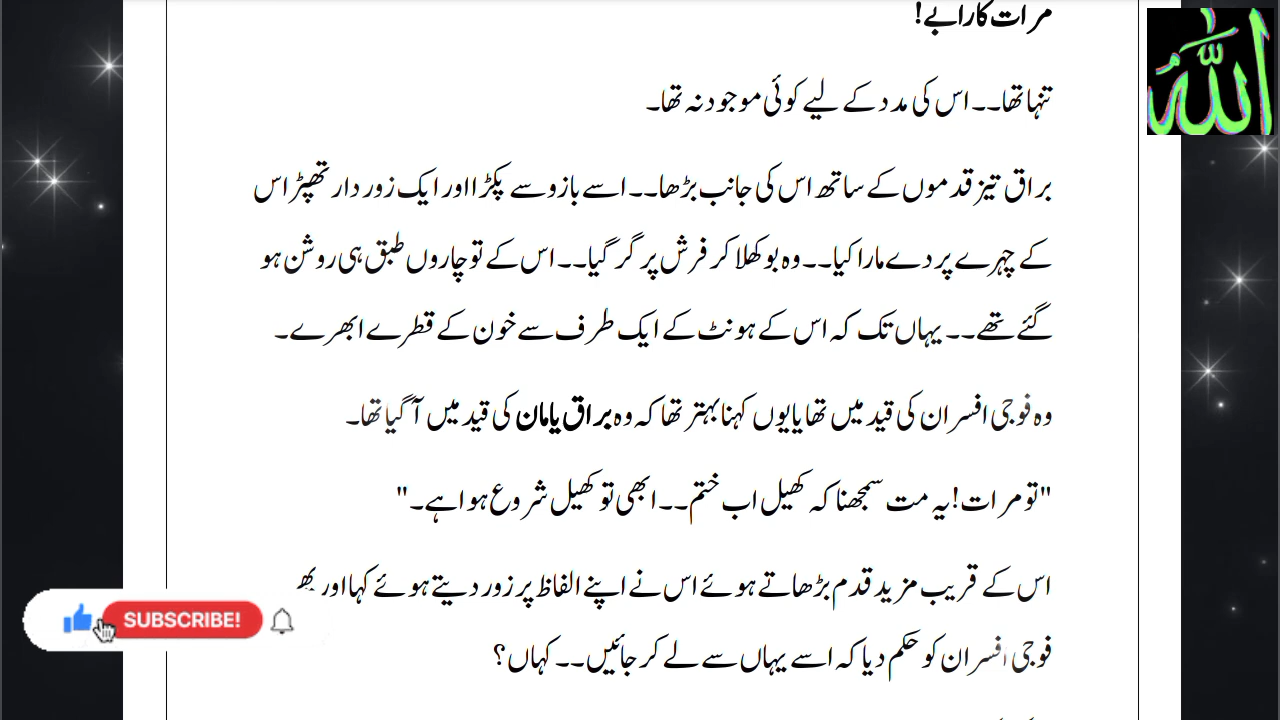 مرات کارابے!
تنہا تھا۔۔ اس کی مدد کے لیے کوئی موجود نہ تھا۔
براق تیز قدموں کے ساتھ اس کی جانب بڑھا۔۔ اسے بازو سے پکڑا اور ایک زور دار تھپڑ اس
کے چہرے پر دے مارا کیا۔۔ وہ بوکھلا کر فرش پر گر گیا۔۔ اس کے تو چاروں طبق ہی روشن ہو
گئے تھے۔۔ یہاں تک کہ اس کے ہونٹ کے ایک طرف سے خون کے قطرے ابھرے۔
وہ فوجی افسران کی قید میں تھا یا یوں کہنا بہتر تھا کہ وہ براق یامان کی قید میں آ گیا تھا۔
"تو مرات! یہ مت سمجھنا کہ کھیل اب ختم۔۔ ابھی تو کھیل شروع ہوا ہے۔"
اس کے قریب مزید قدم بڑھاتے ہوئے اس نے اپنے الفاظ پر زور دیتے ہوئے کہا اور
فوجی افسران کو حکم دیا کہ اسے یہاں سے لے کر جائیں۔۔ کہاں؟
الله
SUBSCRIBE!